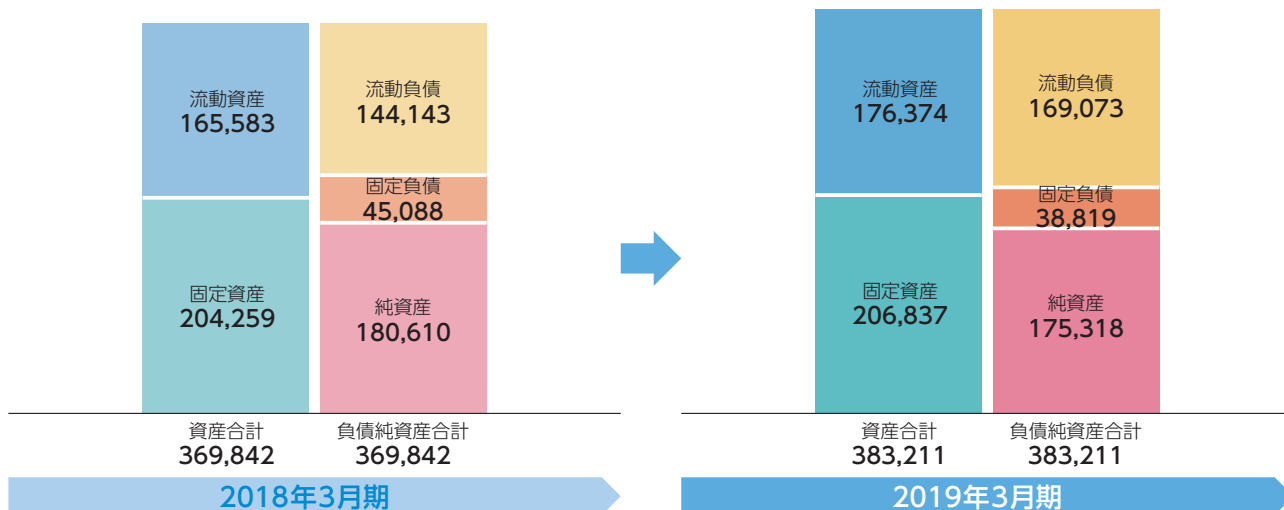 流動資産
165,583
固定資産
204,259
流動負債
144,143
固定負債
45,088
純資産
180,610
資産合計
369,842
負債純資産合計
369,842
2018年3月期
流動資産
176,374
固定資産
206,837
流動負債
169,073
固定負債
38,819
純資産
175,318
資産合計
383,211
負債純資産合計
383,211
2019年3月期